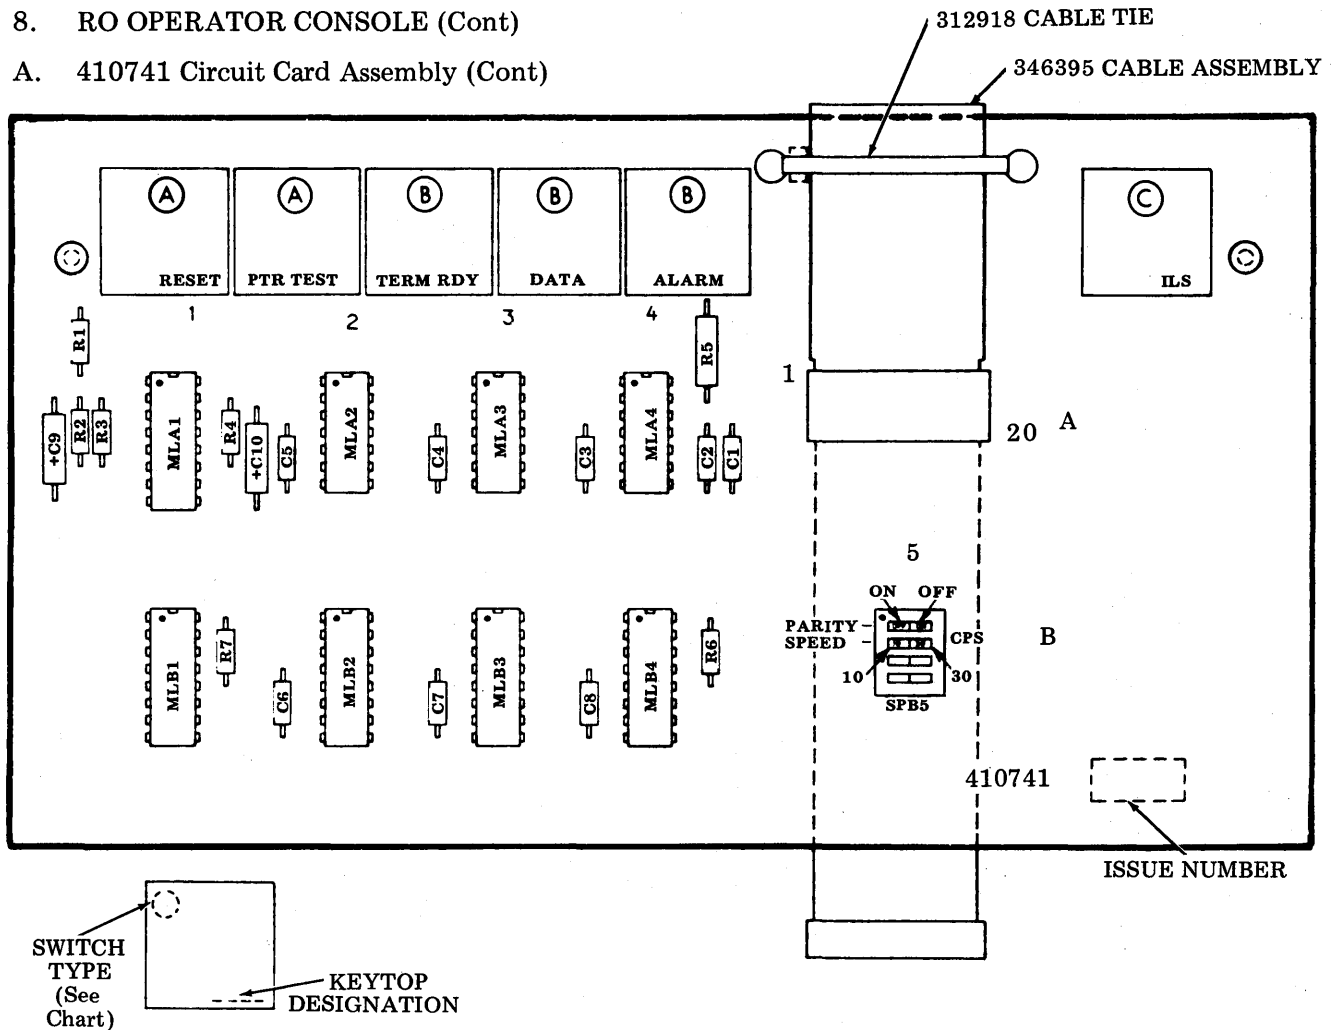 8. RO OPERATOR CONSOLE (Cont)
312918 CABLE TIE
A. 410741 Circuit Card Assembly (Cont)
346395 CABLE ASSEMBLY
A A B B B C
RESET PTR TEST TERM RDY DATA ALARM ILS
1 2 3 4
R1
R5
1
+C9
R2
R3
MLA1
R4
+C10
C5
MLA2
C4
MLA3
C3
MLA4
C2
C1
20 A
5
ON OFF
PARITY
SPEED
CPS
10 30
SPB5
B
MLB1
R7
C6
MLB2
C7
MLB3
C8
MLB4
R6
410741
ISSUE NUMBER
SWITCH
TYPE
(See
Chart)
KEYTOP
DESIGNATION